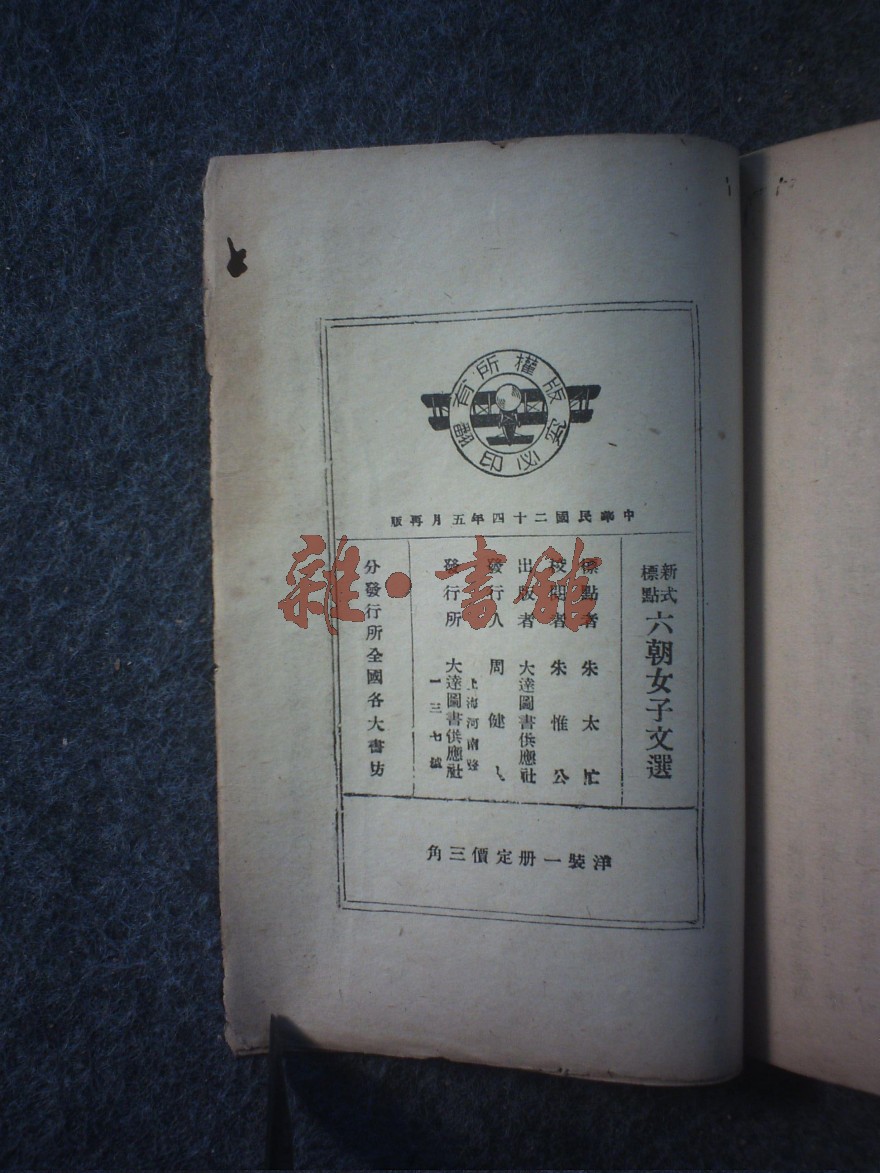 版權所有
翻印必究
中華民國二十四年五月再版
新式標點 六朝女子文選
標點者 朱太忙
校閱者 朱惟公
出版者 大達圖書供應社
發行人 周健人
發行所 上海河南路一三七號 大達圖書供應社
分發行所全國各大書坊
洋裝一册定價三角
雜·書館